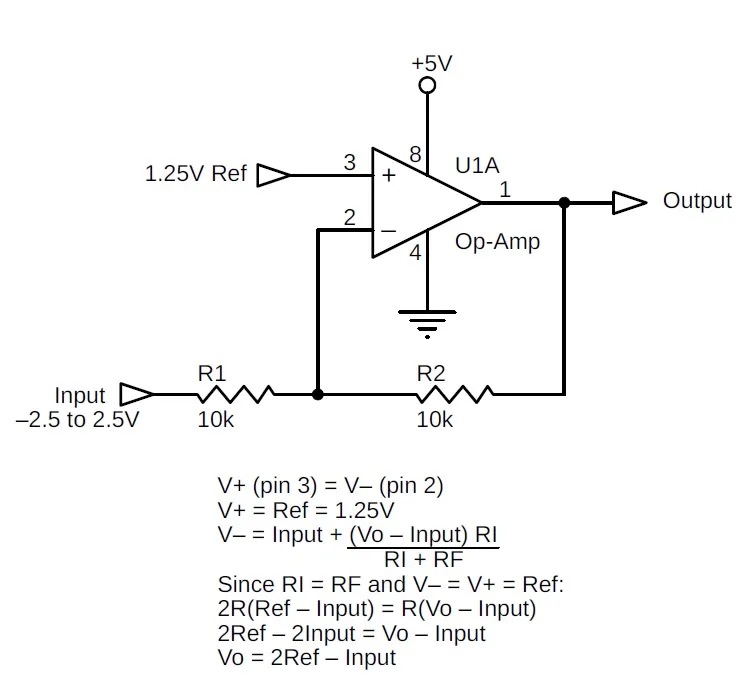 +5V
8
3
U1A
1.25V Ref
+
1
Output
2
–
Op-Amp
4
R1
R2
Input
–2.5 to 2.5V
10k
10k
V+ (pin 3) = V– (pin 2)
V+ = Ref = 1.25V
V– = Input + (Vo – Input) RI
RI + RF
Since RI = RF and V– = V+ = Ref:
2R(Ref – Input) = R(Vo – Input)
2Ref – 2Input = Vo – Input
Vo = 2Ref – Input